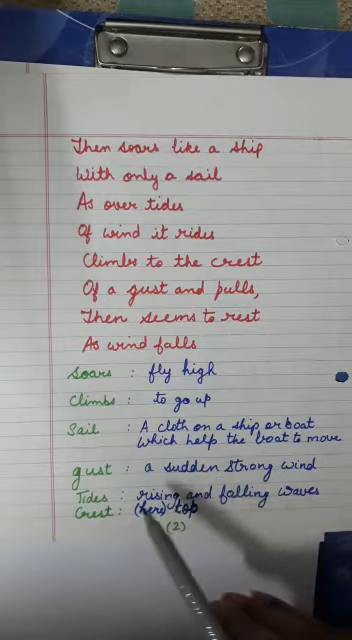 Then soars like a ship
With only a sail
As over tides
Of wind it rides
Climbs to the crest
Of a gust and pulls,
Then seems to rest
As wind falls
Soars : fly high
Climbs : to go up
Sail : A cloth on a ship or boat
which help the boat to move
gust : a sudden strong wind
Tides : rising and falling waves
Crest : (here) top
(2)